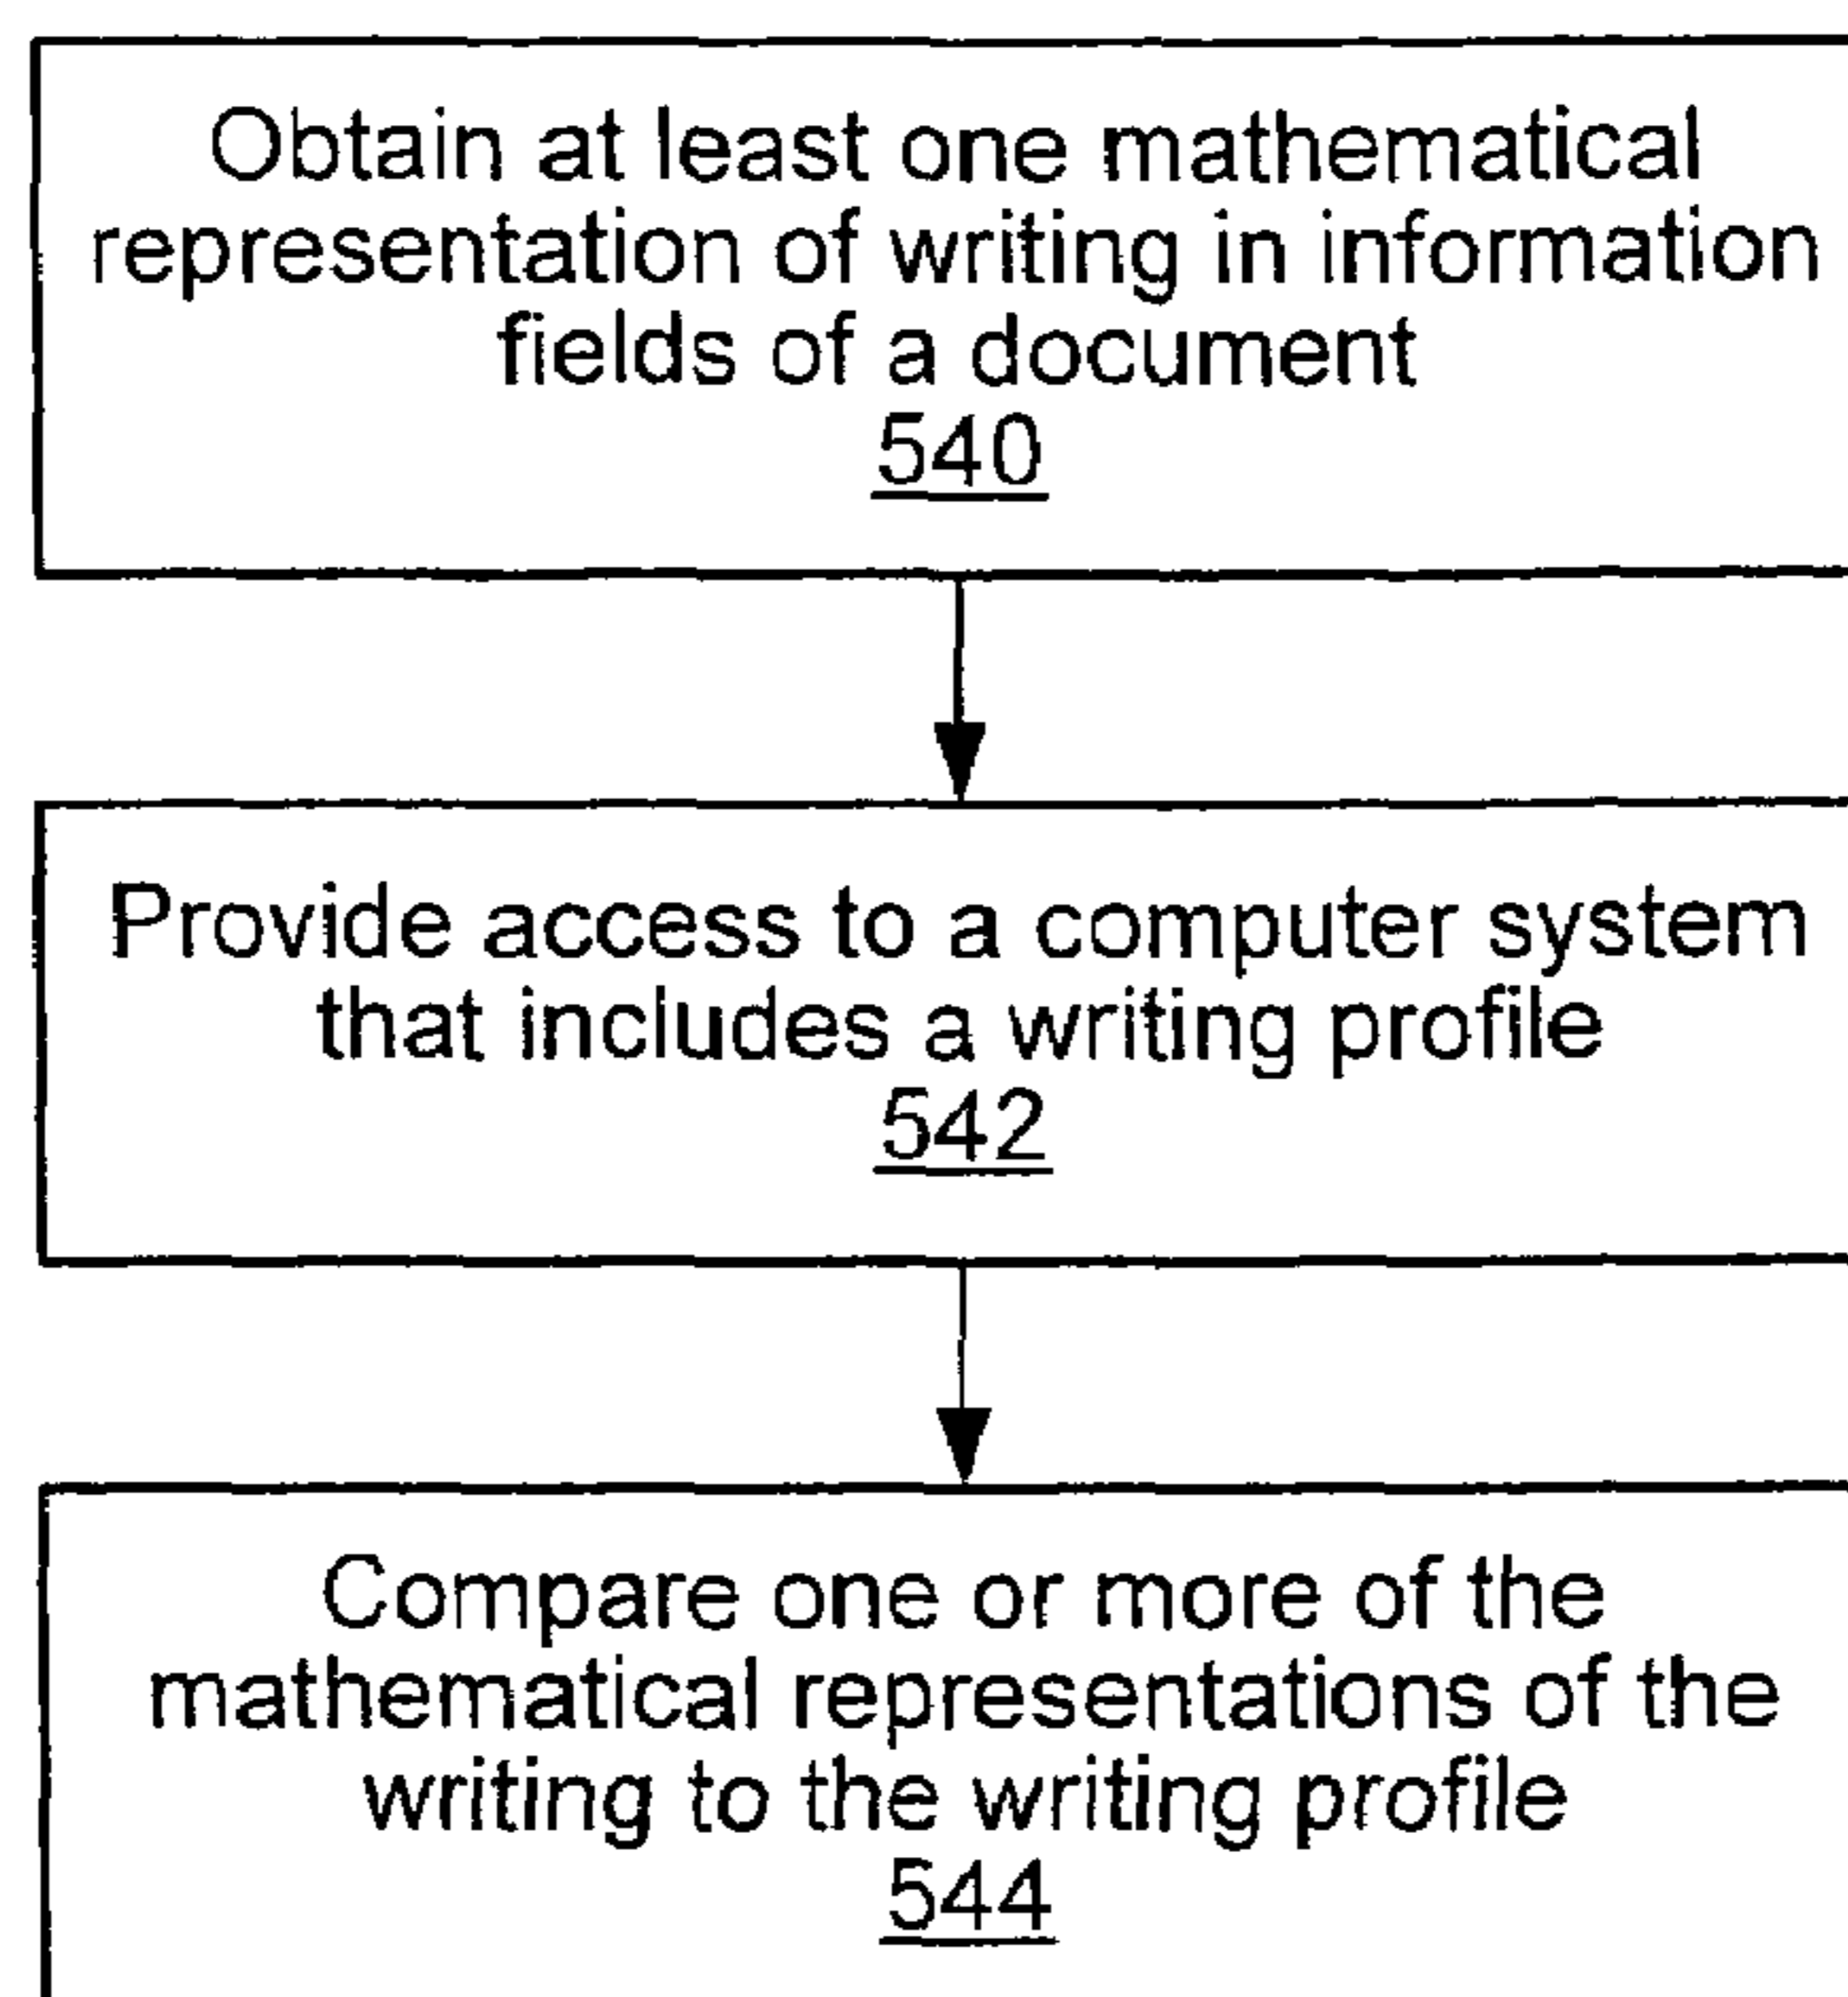 Obtain at least one mathematical
representation of writing in information
fields of a document
540
Provide access to a computer system
that includes a writing profile
542
Compare one or more of the
mathematical representations of the
writing to the writing profile
544